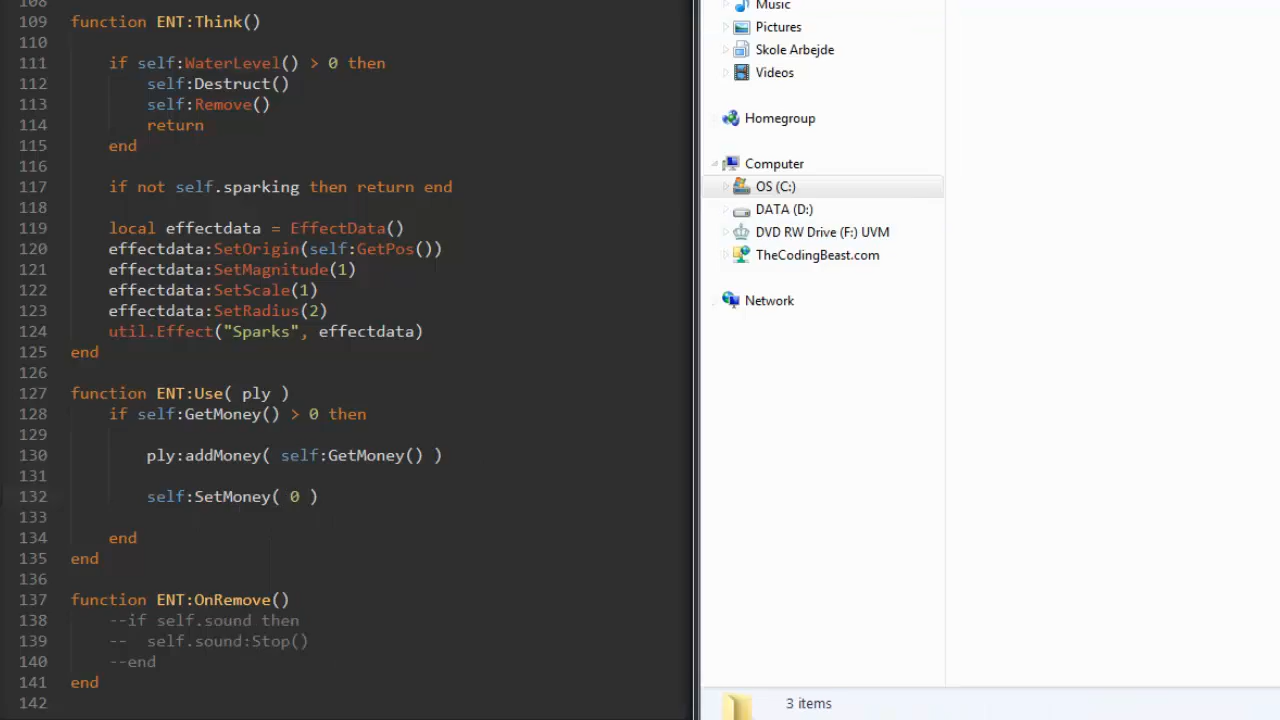 108
109 function ENT:Think()
110
111 if self:WaterLevel() > 0 then
112 self:Destruct()
113 self:Remove()
114 return
115 end
116
117 if not self.sparking then return end
118
119 local effectdata = EffectData()
120 effectdata:SetOrigin(self:GetPos())
121 effectdata:SetMagnitude(1)
122 effectdata:SetScale(1)
123 effectdata:SetRadius(2)
124 util.Effect("Sparks", effectdata)
125 end
126
127 function ENT:Use( ply )
128 if self:GetMoney() > 0 then
129
130 ply:addMoney( self:GetMoney() )
131
132 self:SetMoney( 0 )
133
134 end
135 end
136
137 function ENT:OnRemove()
138 --if self.sound then
139 -- self.sound:Stop()
140 --end
141 end
142
Music
Pictures
Skole Arbejde
Videos
Homegroup
Computer
OS (C:)
DATA (D:)
DVD RW Drive (F:) UVM
TheCodingBeast.com
Network
3 items